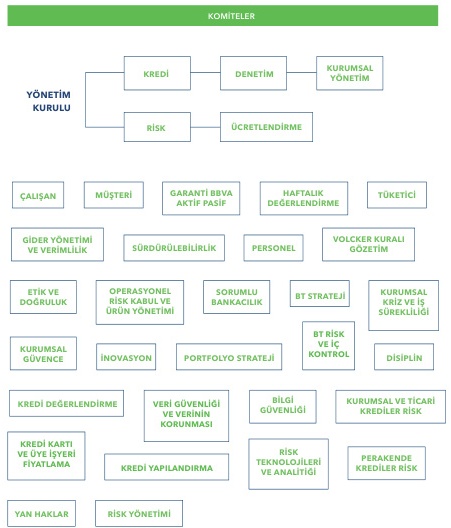 KOMİTELER
YÖNETİM
KURULU
KREDİ
DENETİM
KURUMSAL
YÖNETİM
RİSK
ÜCRETLENDİRME
ÇALIŞAN
MÜŞTERİ
GARANTİ BBVA
AKTİF PASİF
HAFTALIK
DEĞERLENDİRME
TÜKETİCİ
GİDER YÖNETİMİ
VE VERİMLİLİK
SÜRDÜRÜLEBİLİRLİK
PERSONEL
VOLCKER KURALI
GÖZETİM
ETİK VE
DOĞRULUK
OPERASYONEL
RİSK KABUL VE
ÜRÜN YÖNETİMİ
SORUMLU
BANKACILIK
BT STRATEJİ
KURUMSAL
KRİZ VE İŞ
SÜREKLİLİĞİ
KURUMSAL
GÜVENCE
İNOVASYON
PORTFOLYO STRATEJİ
BT RİSK
VE İÇ
KONTROL
DİSİPLİN
KREDİ DEĞERLENDİRME
VERİ GÜVENLİĞİ
VE VERİNİN
KORUNMASI
BİLGİ
GÜVENLİĞİ
KURUMSAL VE TİCARİ
KREDİLER RİSK
KREDİ KARTI
VE ÜYE İŞYERİ
FİYATLAMA
KREDİ YAPILANDIRMA
RİSK
TEKNOLOJİLERİ
VE ANALİTİĞİ
PERAKENDE
KREDİLER RİSK
YAN HAKLAR
RİSK YÖNETİMİ